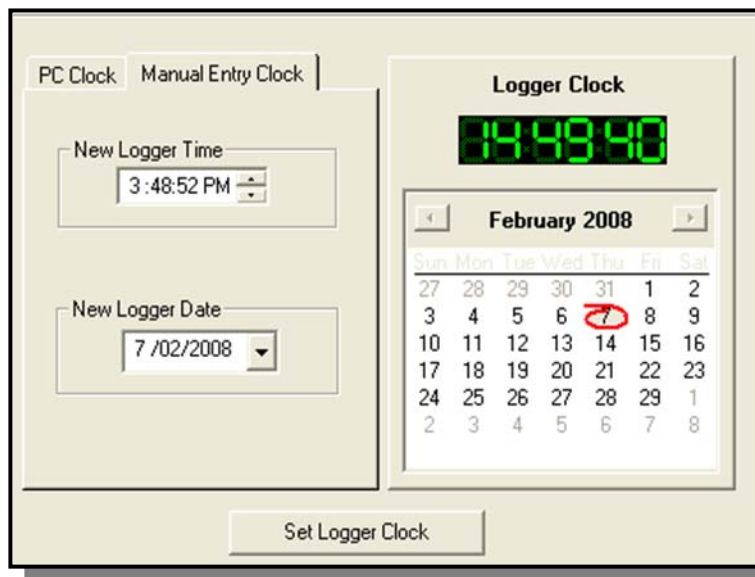 PC Clock
Manual Entry Clock
New Logger Time
3 :48:52 PM
New Logger Date
7 /02/2008
Logger Clock
14:49:40
February 2008
Sun Mon Tue Wed Thu Fri Sat
27 28 29 30 31 1 2
3 4 5 6 7 8 9
10 11 12 13 14 15 16
17 18 19 20 21 22 23
24 25 26 27 28 29 1
2 3 4 5 6 7 8
Set Logger Clock